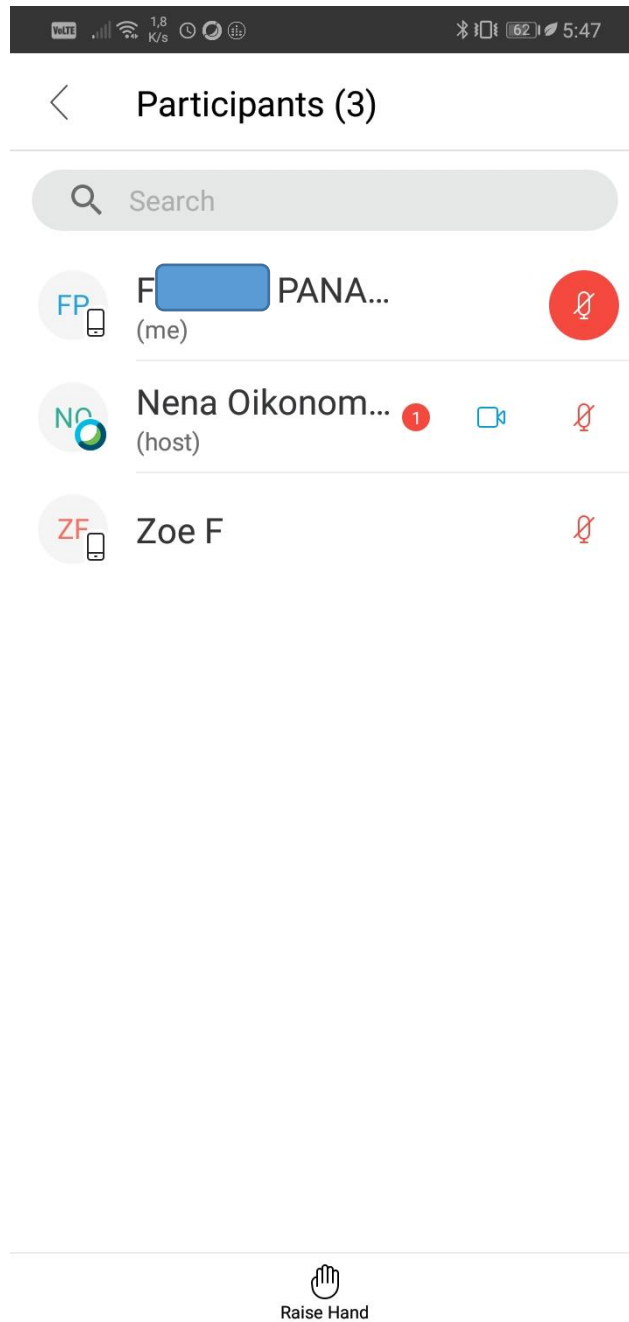 VoLTE 1,8 K/s 62 5:47
Participants (3)
Search
FP F PANA...
(me)
NO Nena Oikonom... 1
(host)
ZF Zoe F
Raise Hand